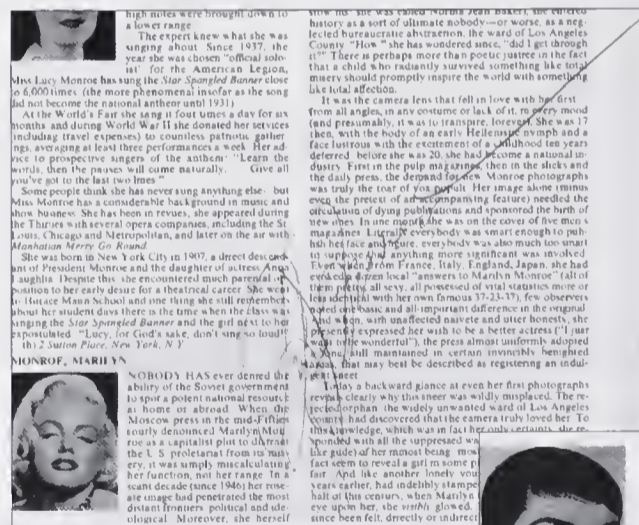 high notes were brought down to
a lower range
The expert knew what she was
singing about Since 1937, the
year she was chosen "official solo-
ist" for the American Legion,
Miss Lucy Monroe has sung the Star Spangled Banner close
to 6,000 times (the more phenomenal insofar as the song
did not become the national anthem until 1931)
At the World's Fair she sang it four times a day for six
months and during World War II she donated her services
(including travel expenses) to countless patriotic gather-
ings, averaging at least three performances a week Her ad-
vice to prospective singers of the anthem "Learn the
words, then the pauses will come naturally. Give all
you've got to the last two lines"
Some people think she has never sung anything else but
Miss Monroe has a considerable background in music and
show business She has been in revues, she appeared during
the Thirties with several opera companies, including the St
Louis, Chicago and Metropolitan, and later on the air with
Manhattan Merry Go Round
She was born in New York City in 1907, a direct descend-
ant of President Monroe and the daughter of actress Anna
Laughlin Despite this she encountered much parental op-
position to her early desire for a theatrical career She went
to Horace Mann School and one thing she still remembers
about her student days there is the time when the class was
singing the Star Spangled Banner and the girl next to her
expostulated "Lucy, for God's sake, don't sing so loud!"
(h) 2 Sutton Place, New York, N Y
MONROE, MARILYN
NOBODY HAS ever denied the
ability of the Soviet government
to spot a potent national resource
at home or abroad When the
Moscow press in the mid-Fifties
sourly denounced Marilyn Mon-
roe as a capitalist plot to distract
the U S proletariat from its mis-
ery, it was simply miscalculating
her function, not her range In a
scant decade (since 1946) her rose-
ate image had penetrated the most
distant frontiers political and ide-
ological Moreover, she herself
she was called Norma Jean Baker), she entered
history as a sort of ultimate nobody—or worse, as a neg-
lected bureaucratic abstraction, the ward of Los Angeles
County "How" she has wondered since, "did I get through
it?" There is perhaps more than poetic justice in the fact
that a child who radiantly survived something like total
misery should promptly inspire the world with something
like total affection.
It was the camera lens that fell in love with her first
from all angles, in any costume or lack of it, in every mood
(and presumably, it was to transpire, forever). She was 17
then, with the body of an early Hellenistic nymph and a
face lustrous with the excitement of a childhood ten years
deferred before she was 20, she had become a national in-
dustry First in the pulp magazines, then in the slicks and
the daily press, the demand for new Monroe photographs
was truly the roar of vox populi Her image alone (minus
even the pretext of an accompanying feature) needled the
circulation of dying publications and sponsored the birth of
new ones In one month she was on the cover of five men's
magazines Literally everybody was smart enough to pub-
lish her face and figure, everybody was also much too smart
to suppose that anything more significant was involved
Even when from France, Italy, England, Japan, she had
evoked a dozen local "answers to Marilyn Monroe" (all of
them pretty, all sexy, all possessed of vital statistics more or
less identical with her own famous 37-23-37), few observers
noted one basic and all-important difference in the original
And when, with unaffected naivete and utter honesty, she
presently expressed her wish to be a better actress ("I just
want to be wonderful"), the press almost uniformly adopted
a tone, still maintained in certain invincibly benighted
areas, that may best be described as registering an indul-
gent sneer
Today a backward glance at even her first photographs
reveals clearly why this sneer was wildly misplaced. The re-
jected orphan the widely unwanted ward of Los Angeles
county had discovered that the camera truly loved her To
this knowledge, which was in fact her only certainty, she re-
sponded with all the suppressed wa
like guile) of her almost being most
fact seem to reveal a girl in some p
fair And like another lonely you
years earlier, had indelibly stampe
half of this century, when Marilyn
eye upon her, she visibly glowed.
since been felt, directly or indirect